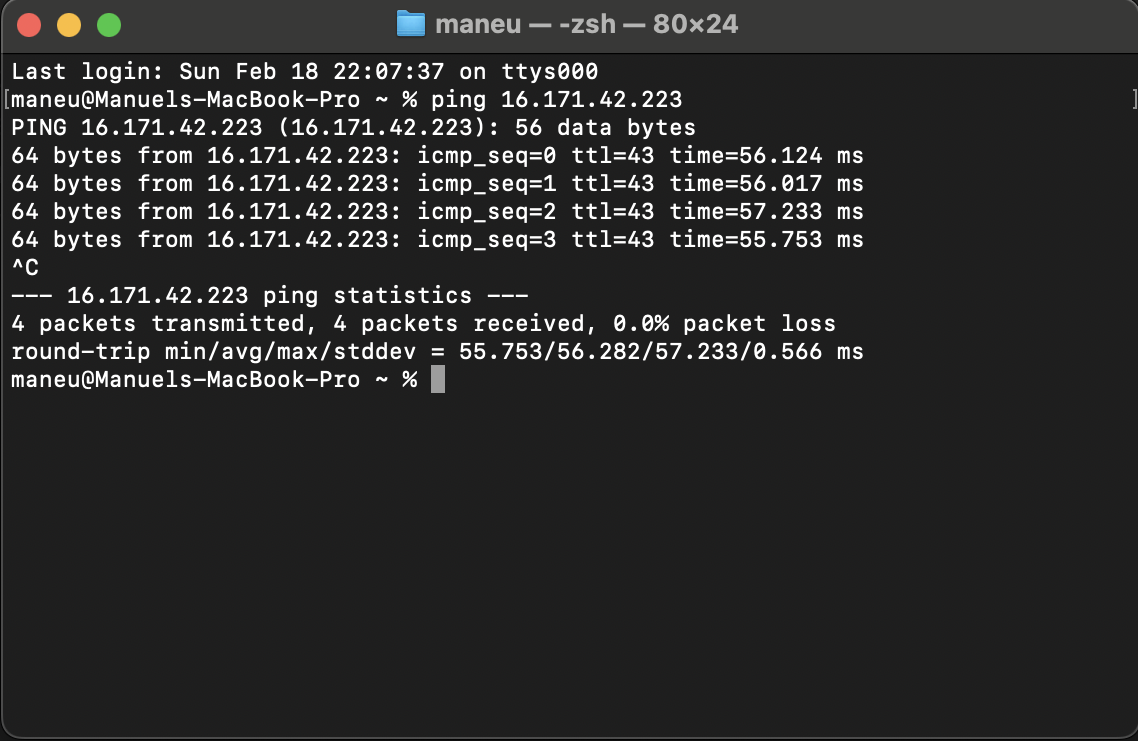 maneu — -zsh — 80×24
Last login: Sun Feb 18 22:07:37 on ttys000
[maneu@Manuels-MacBook-Pro ~ % ping 16.171.42.223 ]
PING 16.171.42.223 (16.171.42.223): 56 data bytes
64 bytes from 16.171.42.223: icmp_seq=0 ttl=43 time=56.124 ms
64 bytes from 16.171.42.223: icmp_seq=1 ttl=43 time=56.017 ms
64 bytes from 16.171.42.223: icmp_seq=2 ttl=43 time=57.233 ms
64 bytes from 16.171.42.223: icmp_seq=3 ttl=43 time=55.753 ms
^C
--- 16.171.42.223 ping statistics ---
4 packets transmitted, 4 packets received, 0.0% packet loss
round-trip min/avg/max/stddev = 55.753/56.282/57.233/0.566 ms
maneu@Manuels-MacBook-Pro ~ %